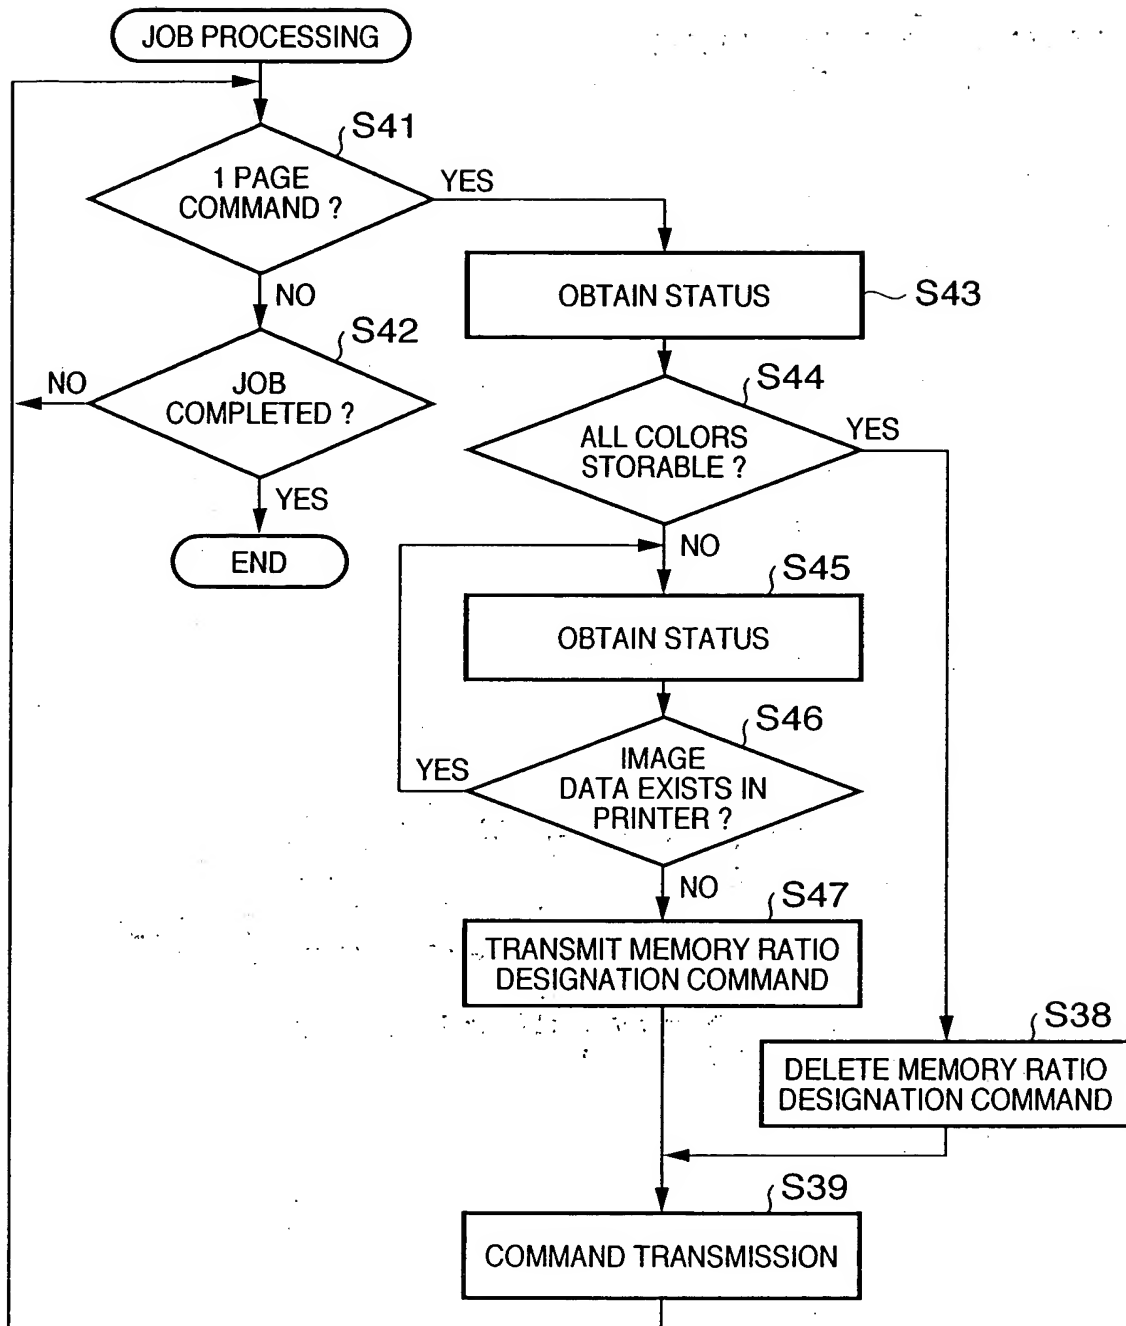 JOB PROCESSING
S41
1 PAGE
COMMAND ?
YES
NO
S42
JOB
COMPLETED ?
NO
YES
END
OBTAIN STATUS
S43
S44
ALL COLORS
STORABLE ?
YES
NO
S45
OBTAIN STATUS
S46
IMAGE
DATA EXISTS IN
PRINTER ?
YES
NO
S47
TRANSMIT MEMORY RATIO
DESIGNATION COMMAND
S38
DELETE MEMORY RATIO
DESIGNATION COMMAND
S39
COMMAND TRANSMISSION